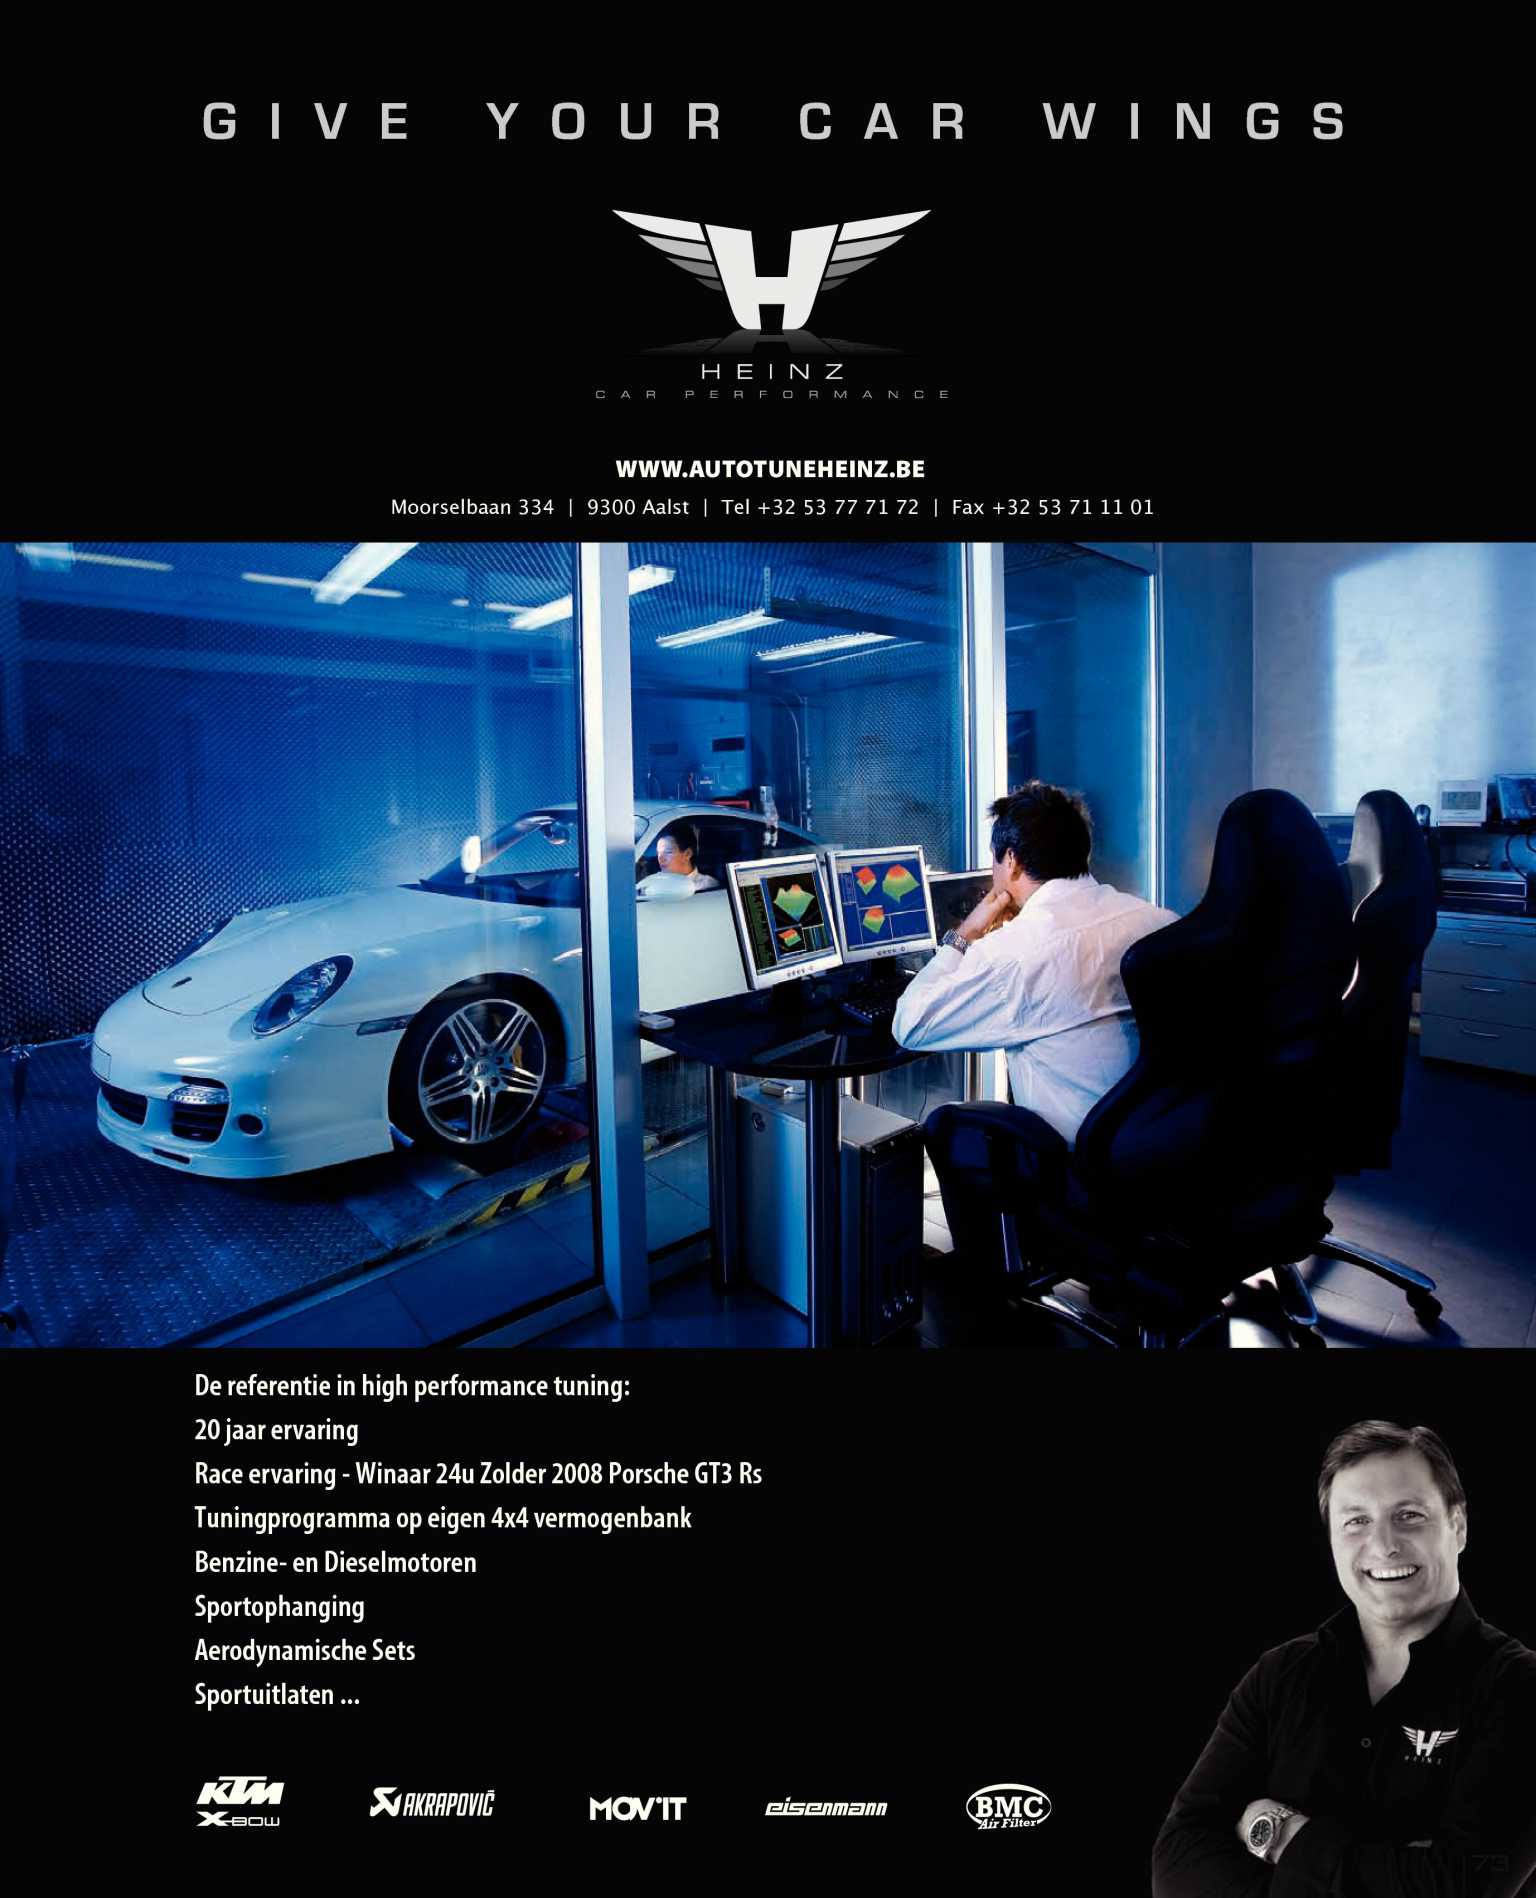 GIVE YOUR CAR WINGS
H
HEINZ
CAR PERFORMANCE
WWW.AUTOTUNEHEINZ.BE
Moorselbaan 334 | 9300 Aalst | Tel +32 53 77 71 72 | Fax +32 53 71 11 01
De referentie in high performance tuning:
20 jaar ervaring
Race ervaring - Winaar 24u Zolder 2008 Porsche GT3 Rs
Tuningprogramma op eigen 4x4 vermogenbank
Benzine- en Dieselmotoren
Sportophanging
Aerodynamische Sets
Sportuitlaten ...
H
HEINZ
KTM
X-BOW
AKRAPOVIČ
MOV'IT
eisenmann
BMC
Air Filter
73